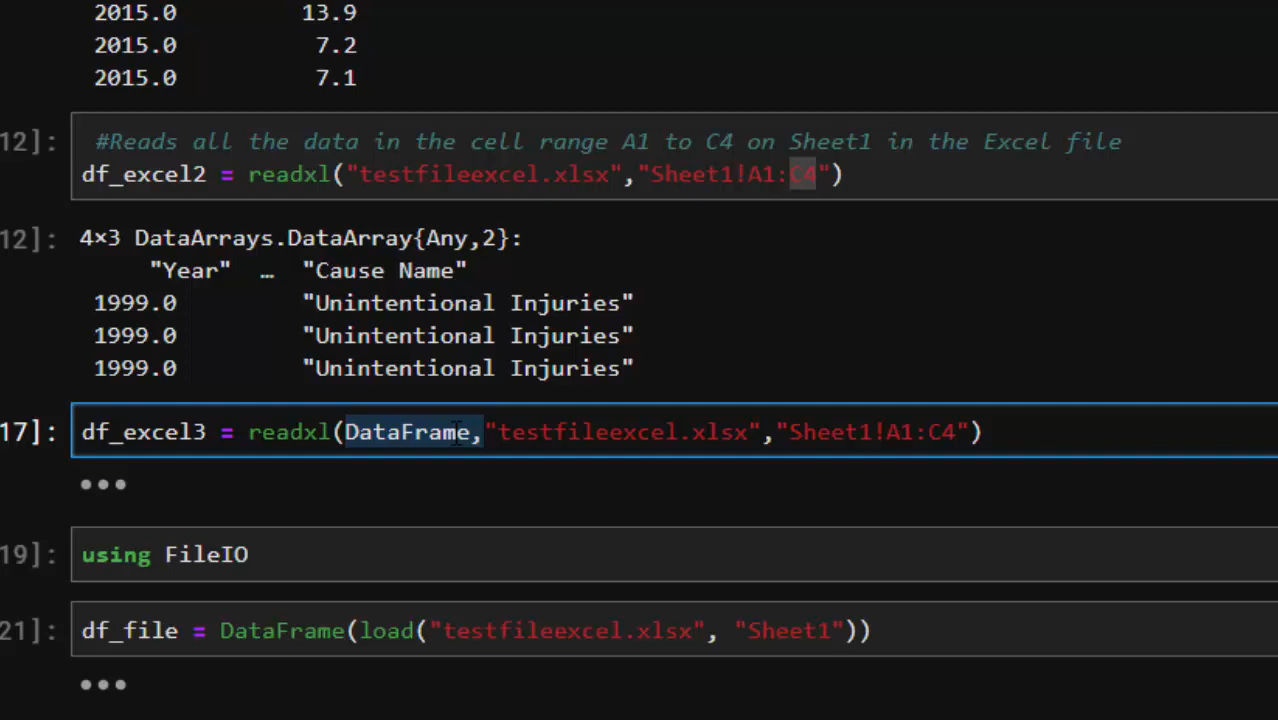 2015.0 13.9
2015.0 7.2
2015.0 7.1
12]: #Reads all the data in the cell range A1 to C4 on Sheet1 in the Excel file
df_excel2 = readxl("testfileexcel.xlsx","Sheet1!A1:C4")
12]: 4×3 DataArrays.DataArray{Any,2}:
"Year" … "Cause Name"
1999.0 "Unintentional Injuries"
1999.0 "Unintentional Injuries"
1999.0 "Unintentional Injuries"
17]: df_excel3 = readxl(DataFrame,"testfileexcel.xlsx","Sheet1!A1:C4")
•••
19]: using FileIO
21]: df_file = DataFrame(load("testfileexcel.xlsx", "Sheet1"))
•••